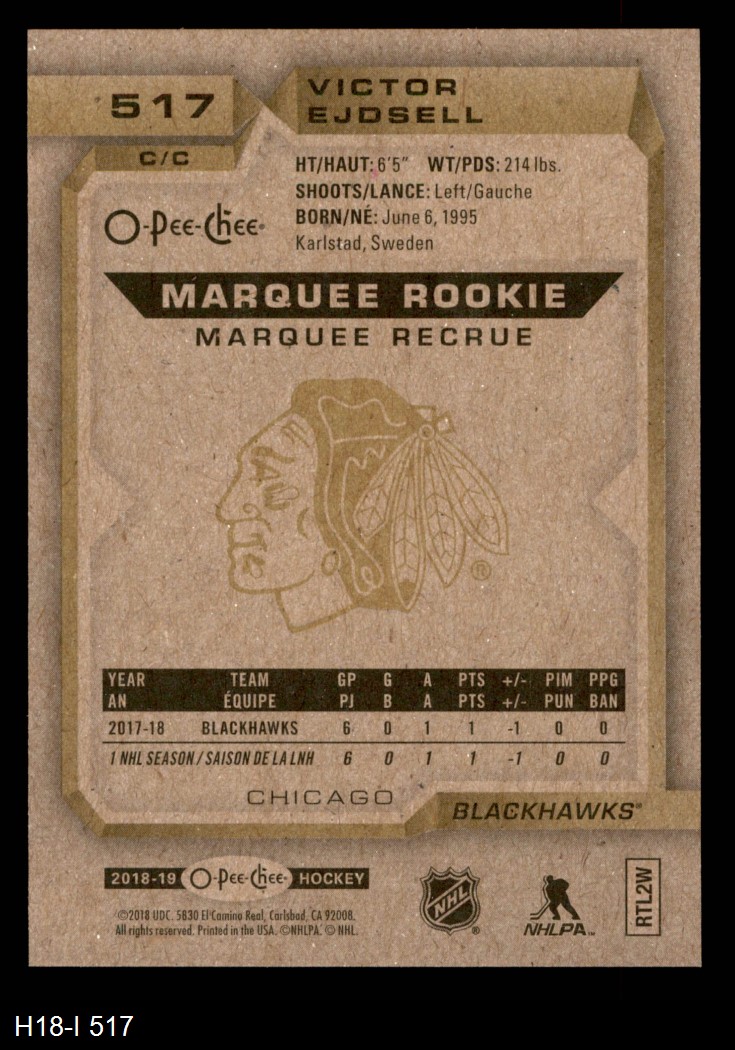 517
VICTOR
EJDSELL
C/C
O-Pee-Chee®
HT/HAUT: 6'5" WT/PDS: 214 lbs.
SHOOTS/LANCE: Left/Gauche
BORN/NÉ: June 6, 1995
Karlstad, Sweden
MARQUEE ROOKIE
MARQUEE RECRUE
®
YEAR TEAM GP G A PTS +/- PIM PPG
AN ÉQUIPE PJ B A PTS +/- PUN BAN
2017-18 BLACKHAWKS 6 0 1 1 -1 0 0
1 NHL SEASON / SAISON DE LA LNH 6 0 1 1 -1 0 0
CHICAGO
BLACKHAWKS®
2018-19 O-Pee-Chee HOCKEY
©2018 UDC. 5830 El Camino Real, Carlsbad, CA 92008.
All rights reserved. Printed in the USA. ©NHLPA. © NHL.
NHL®
NHLPA™
RTL2W
H18-I 517